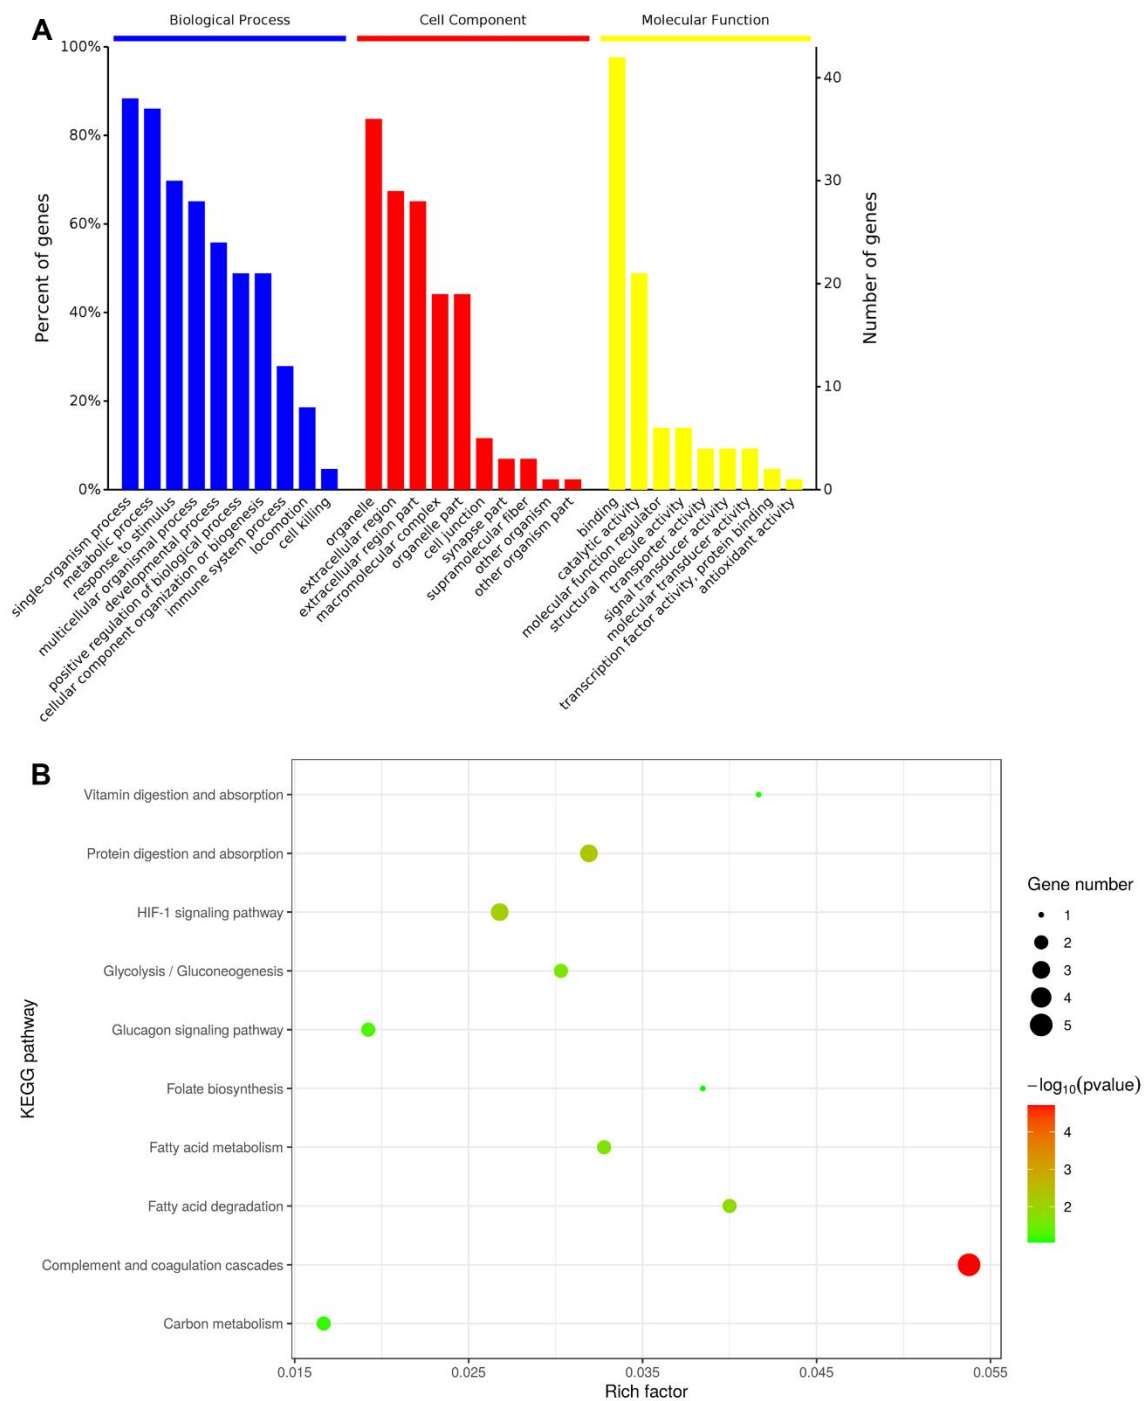 A
Biological Process
Cell Component
Molecular Function
100%
80%
60%
40%
20%
0%
Percent of genes
40
30
20
10
0
Number of genes
single-organism process
metabolic process
response to stimulus
multicellular organismal process
developmental process
positive regulation of biological process
cellular component organization or biogenesis
immune system process
locomotion
cell killing
organelle
extracellular region
extracellular region part
macromolecular complex
organelle part
cell junction
synapse part
supramolecular fiber
other organism
other organism part
binding
catalytic activity
molecular function regulator
structural molecule activity
transporter activity
signal transducer activity
molecular transducer activity
transcription factor activity, protein binding
antioxidant activity
B
KEGG pathway
Vitamin digestion and absorption
Protein digestion and absorption
HIF-1 signaling pathway
Glycolysis / Gluconeogenesis
Glucagon signaling pathway
Folate biosynthesis
Fatty acid metabolism
Fatty acid degradation
Complement and coagulation cascades
Carbon metabolism
0.015
0.025
0.035
0.045
0.055
Rich factor
Gene number
1
2
3
4
5
−log₁₀(pvalue)
4
3
2